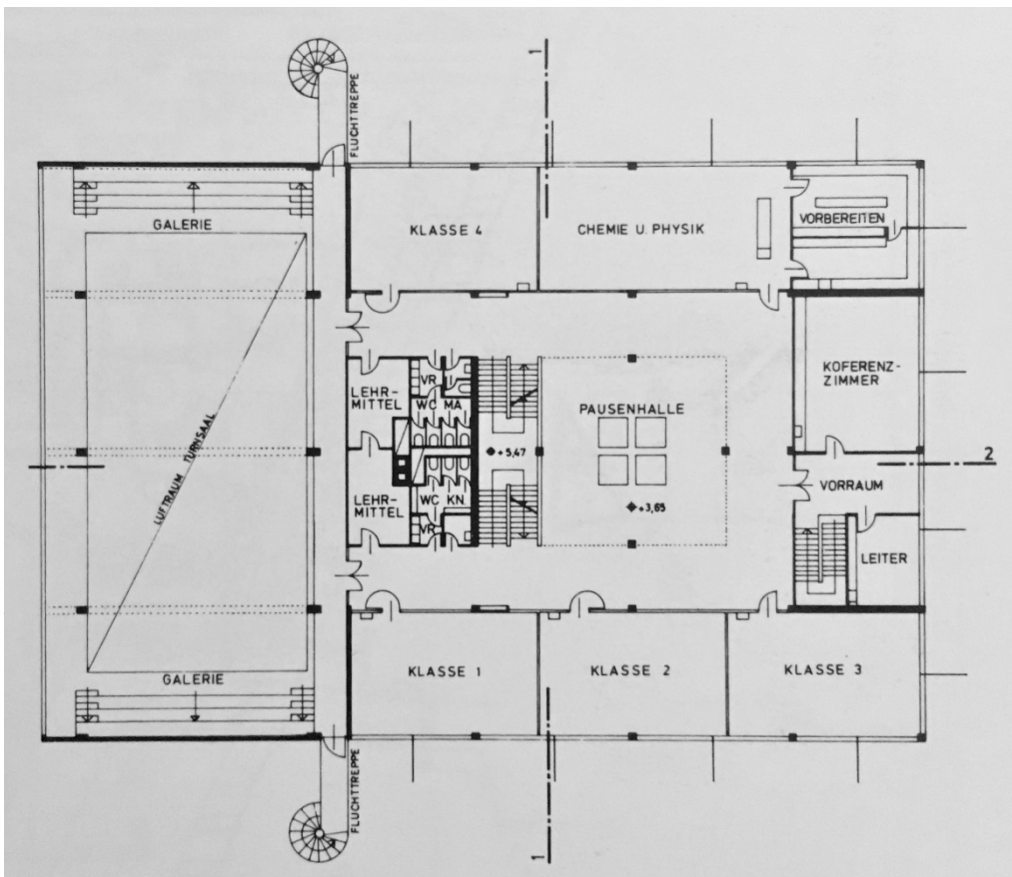 1
FLUCHTTREPPE
GALERIE
KLASSE 4
CHEMIE U. PHYSIK
VORBEREITEN
LEHR-
MITTEL
VR
WC MA
PAUSENHALLE
KOFERENZ-
ZIMMER
LUFTRAUM TURNSAAL
+5,47
2
VORRAUM
LEHR-
MITTEL
WC KN
VR
+3,65
LEITER
GALERIE
KLASSE 1
KLASSE 2
KLASSE 3
FLUCHTTREPPE
1